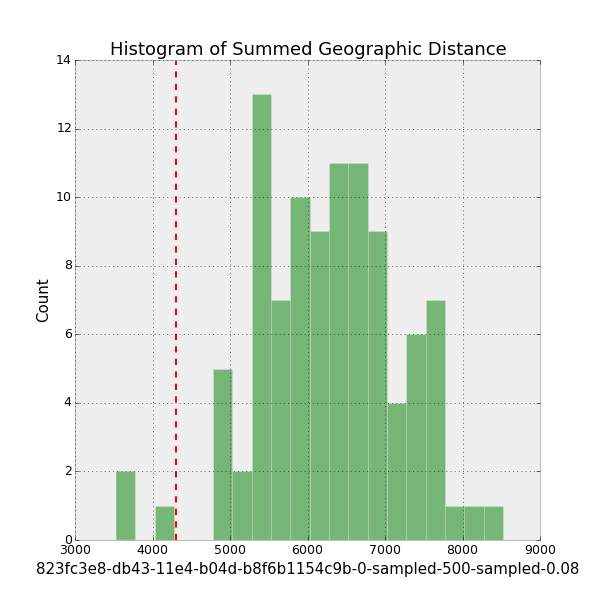 Histogram of Summed Geographic Distance
14
12
10
8
6
4
2
0
Count
3000 4000 5000 6000 7000 8000 9000
823fc3e8-db43-11e4-b04d-b8f6b1154c9b-0-sampled-500-sampled-0.08